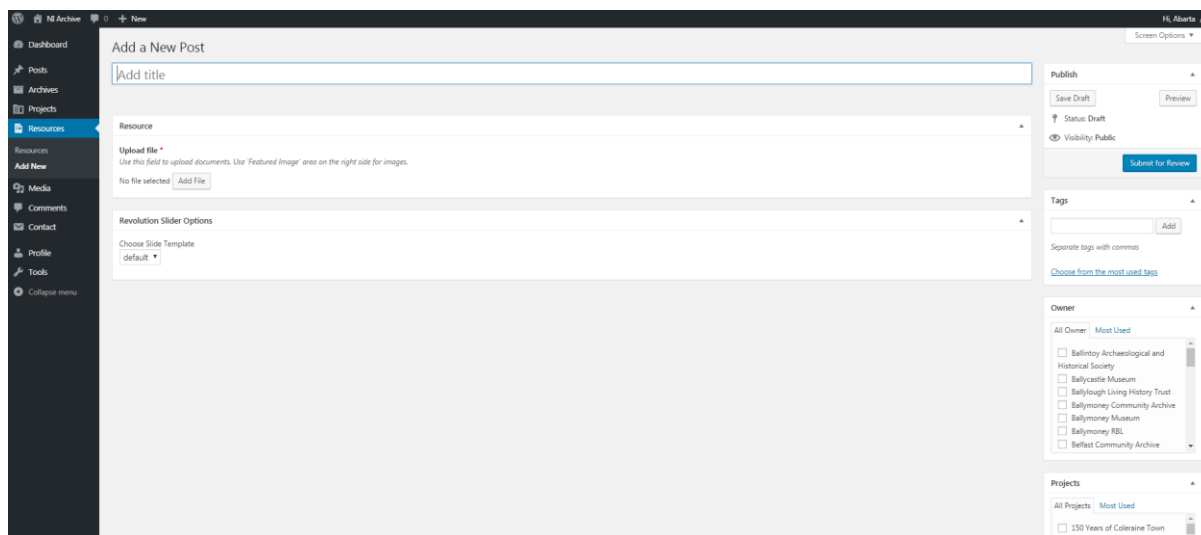 NI Archive 0 + New Hi, Abarta
Screen Options ▼
Dashboard
Posts
Archives
Projects
Resources
Resources
Add New
Media
Comments
Contact
Profile
Tools
Collapse menu
Add a New Post
Add title
Resource
Upload file *
Use this field to upload documents. Use 'Featured Image' area on the right side for images.
No file selected Add File
Revolution Slider Options
Choose Slide Template
default
Publish
Save Draft Preview
Status: Draft
Visibility: Public
Submit for Review
Tags
Add
Separate tags with commas
Choose from the most used tags
Owner
All Owner Most Used
Ballintoy Archaeological and
Historical Society
Ballycastle Museum
Ballylough Living History Trust
Ballymoney Community Archive
Ballymoney Museum
Ballymoney RBL
Belfast Community Archive
Projects
All Projects Most Used
150 Years of Coleraine Town